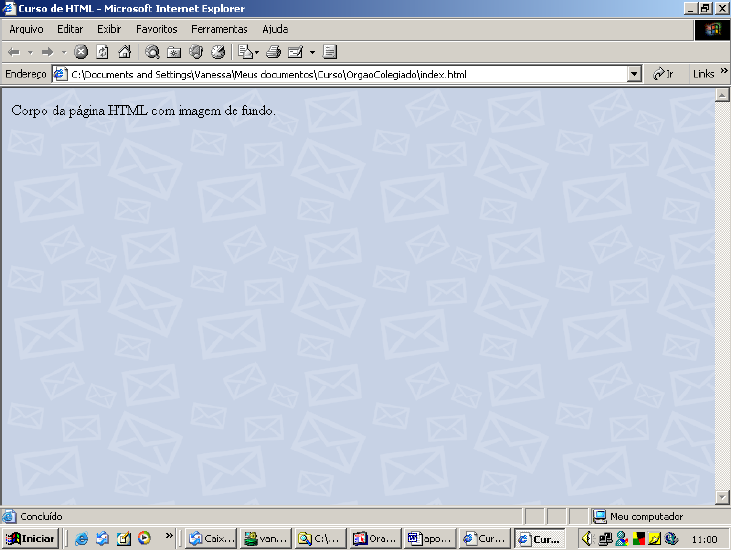 Curso de HTML - Microsoft Internet Explorer
Arquivo Editar Exibir Favoritos Ferramentas Ajuda
Endereço C:\Documents and Settings\Vanessa\Meus documentos\Curso\OrgaoColegiado\index.html Ir Links »
Corpo da página HTML com imagem de fundo.
Concluído Meu computador
Iniciar » Caix... van... C:\... Ora... apo... Cur... Cur... 11:00